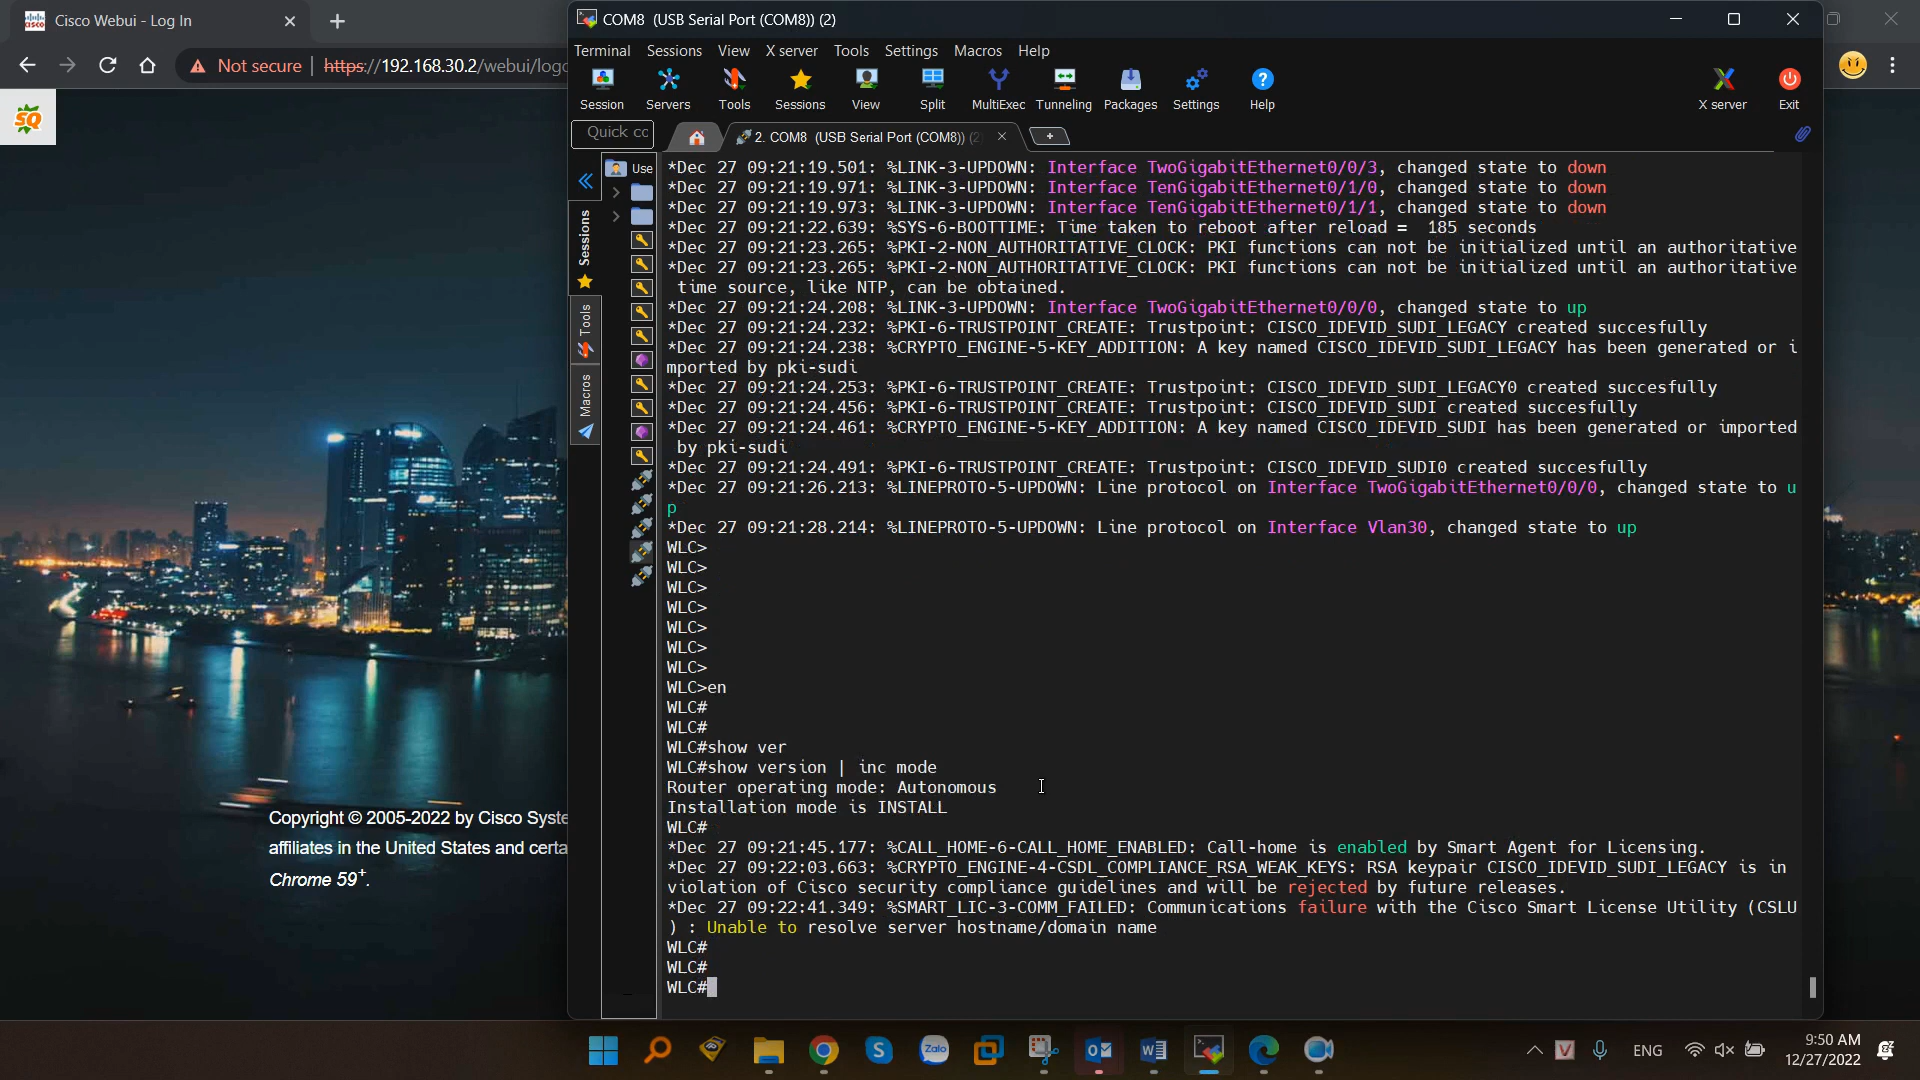 Cisco Webui - Log In
Not secure | https://192.168.30.2/webui/logo
SQ
Copyright © 2005-2022 by Cisco Syste
affiliates in the United States and certa
Chrome 59+.
COM8 (USB Serial Port (COM8)) (2)
Terminal Sessions View X server Tools Settings Macros Help
Session Servers Tools Sessions View Split MultiExec Tunneling Packages Settings Help X server Exit
Quick cc
2. COM8 (USB Serial Port (COM8)) (2
Use
Sessions
Tools
Macros
*Dec 27 09:21:19.501: %LINK-3-UPDOWN: Interface TwoGigabitEthernet0/0/3, changed state to down
*Dec 27 09:21:19.971: %LINK-3-UPDOWN: Interface TenGigabitEthernet0/1/0, changed state to down
*Dec 27 09:21:19.973: %LINK-3-UPDOWN: Interface TenGigabitEthernet0/1/1, changed state to down
*Dec 27 09:21:22.639: %SYS-6-BOOTTIME: Time taken to reboot after reload =  185 seconds
*Dec 27 09:21:23.265: %PKI-2-NON_AUTHORITATIVE_CLOCK: PKI functions can not be initialized until an authoritative
*Dec 27 09:21:23.265: %PKI-2-NON_AUTHORITATIVE_CLOCK: PKI functions can not be initialized until an authoritative
time source, like NTP, can be obtained.
*Dec 27 09:21:24.208: %LINK-3-UPDOWN: Interface TwoGigabitEthernet0/0/0, changed state to up
*Dec 27 09:21:24.232: %PKI-6-TRUSTPOINT_CREATE: Trustpoint: CISCO_IDEVID_SUDI_LEGACY created succesfully
*Dec 27 09:21:24.238: %CRYPTO_ENGINE-5-KEY_ADDITION: A key named CISCO_IDEVID_SUDI_LEGACY has been generated or i
mported by pki-sudi
*Dec 27 09:21:24.253: %PKI-6-TRUSTPOINT_CREATE: Trustpoint: CISCO_IDEVID_SUDI_LEGACY0 created succesfully
*Dec 27 09:21:24.456: %PKI-6-TRUSTPOINT_CREATE: Trustpoint: CISCO_IDEVID_SUDI created succesfully
*Dec 27 09:21:24.461: %CRYPTO_ENGINE-5-KEY_ADDITION: A key named CISCO_IDEVID_SUDI has been generated or imported
by pki-sudi
*Dec 27 09:21:24.491: %PKI-6-TRUSTPOINT_CREATE: Trustpoint: CISCO_IDEVID_SUDI0 created succesfully
*Dec 27 09:21:26.213: %LINEPROTO-5-UPDOWN: Line protocol on Interface TwoGigabitEthernet0/0/0, changed state to u
p
*Dec 27 09:21:28.214: %LINEPROTO-5-UPDOWN: Line protocol on Interface Vlan30, changed state to up
WLC>
WLC>
WLC>
WLC>
WLC>
WLC>
WLC>
WLC>en
WLC#
WLC#
WLC#show ver
WLC#show version | inc mode
Router operating mode: Autonomous
Installation mode is INSTALL
WLC#
*Dec 27 09:21:45.177: %CALL_HOME-6-CALL_HOME_ENABLED: Call-home is enabled by Smart Agent for Licensing.
*Dec 27 09:22:03.663: %CRYPTO_ENGINE-4-CSDL_COMPLIANCE_RSA_WEAK_KEYS: RSA keypair CISCO_IDEVID_SUDI_LEGACY is in
violation of Cisco security compliance guidelines and will be rejected by future releases.
*Dec 27 09:22:41.349: %SMART_LIC-3-COMM_FAILED: Communications failure with the Cisco Smart License Utility (CSLU
) : Unable to resolve server hostname/domain name
WLC#
WLC#
WLC#
Zalo
ENG
9:50 AM
12/27/2022